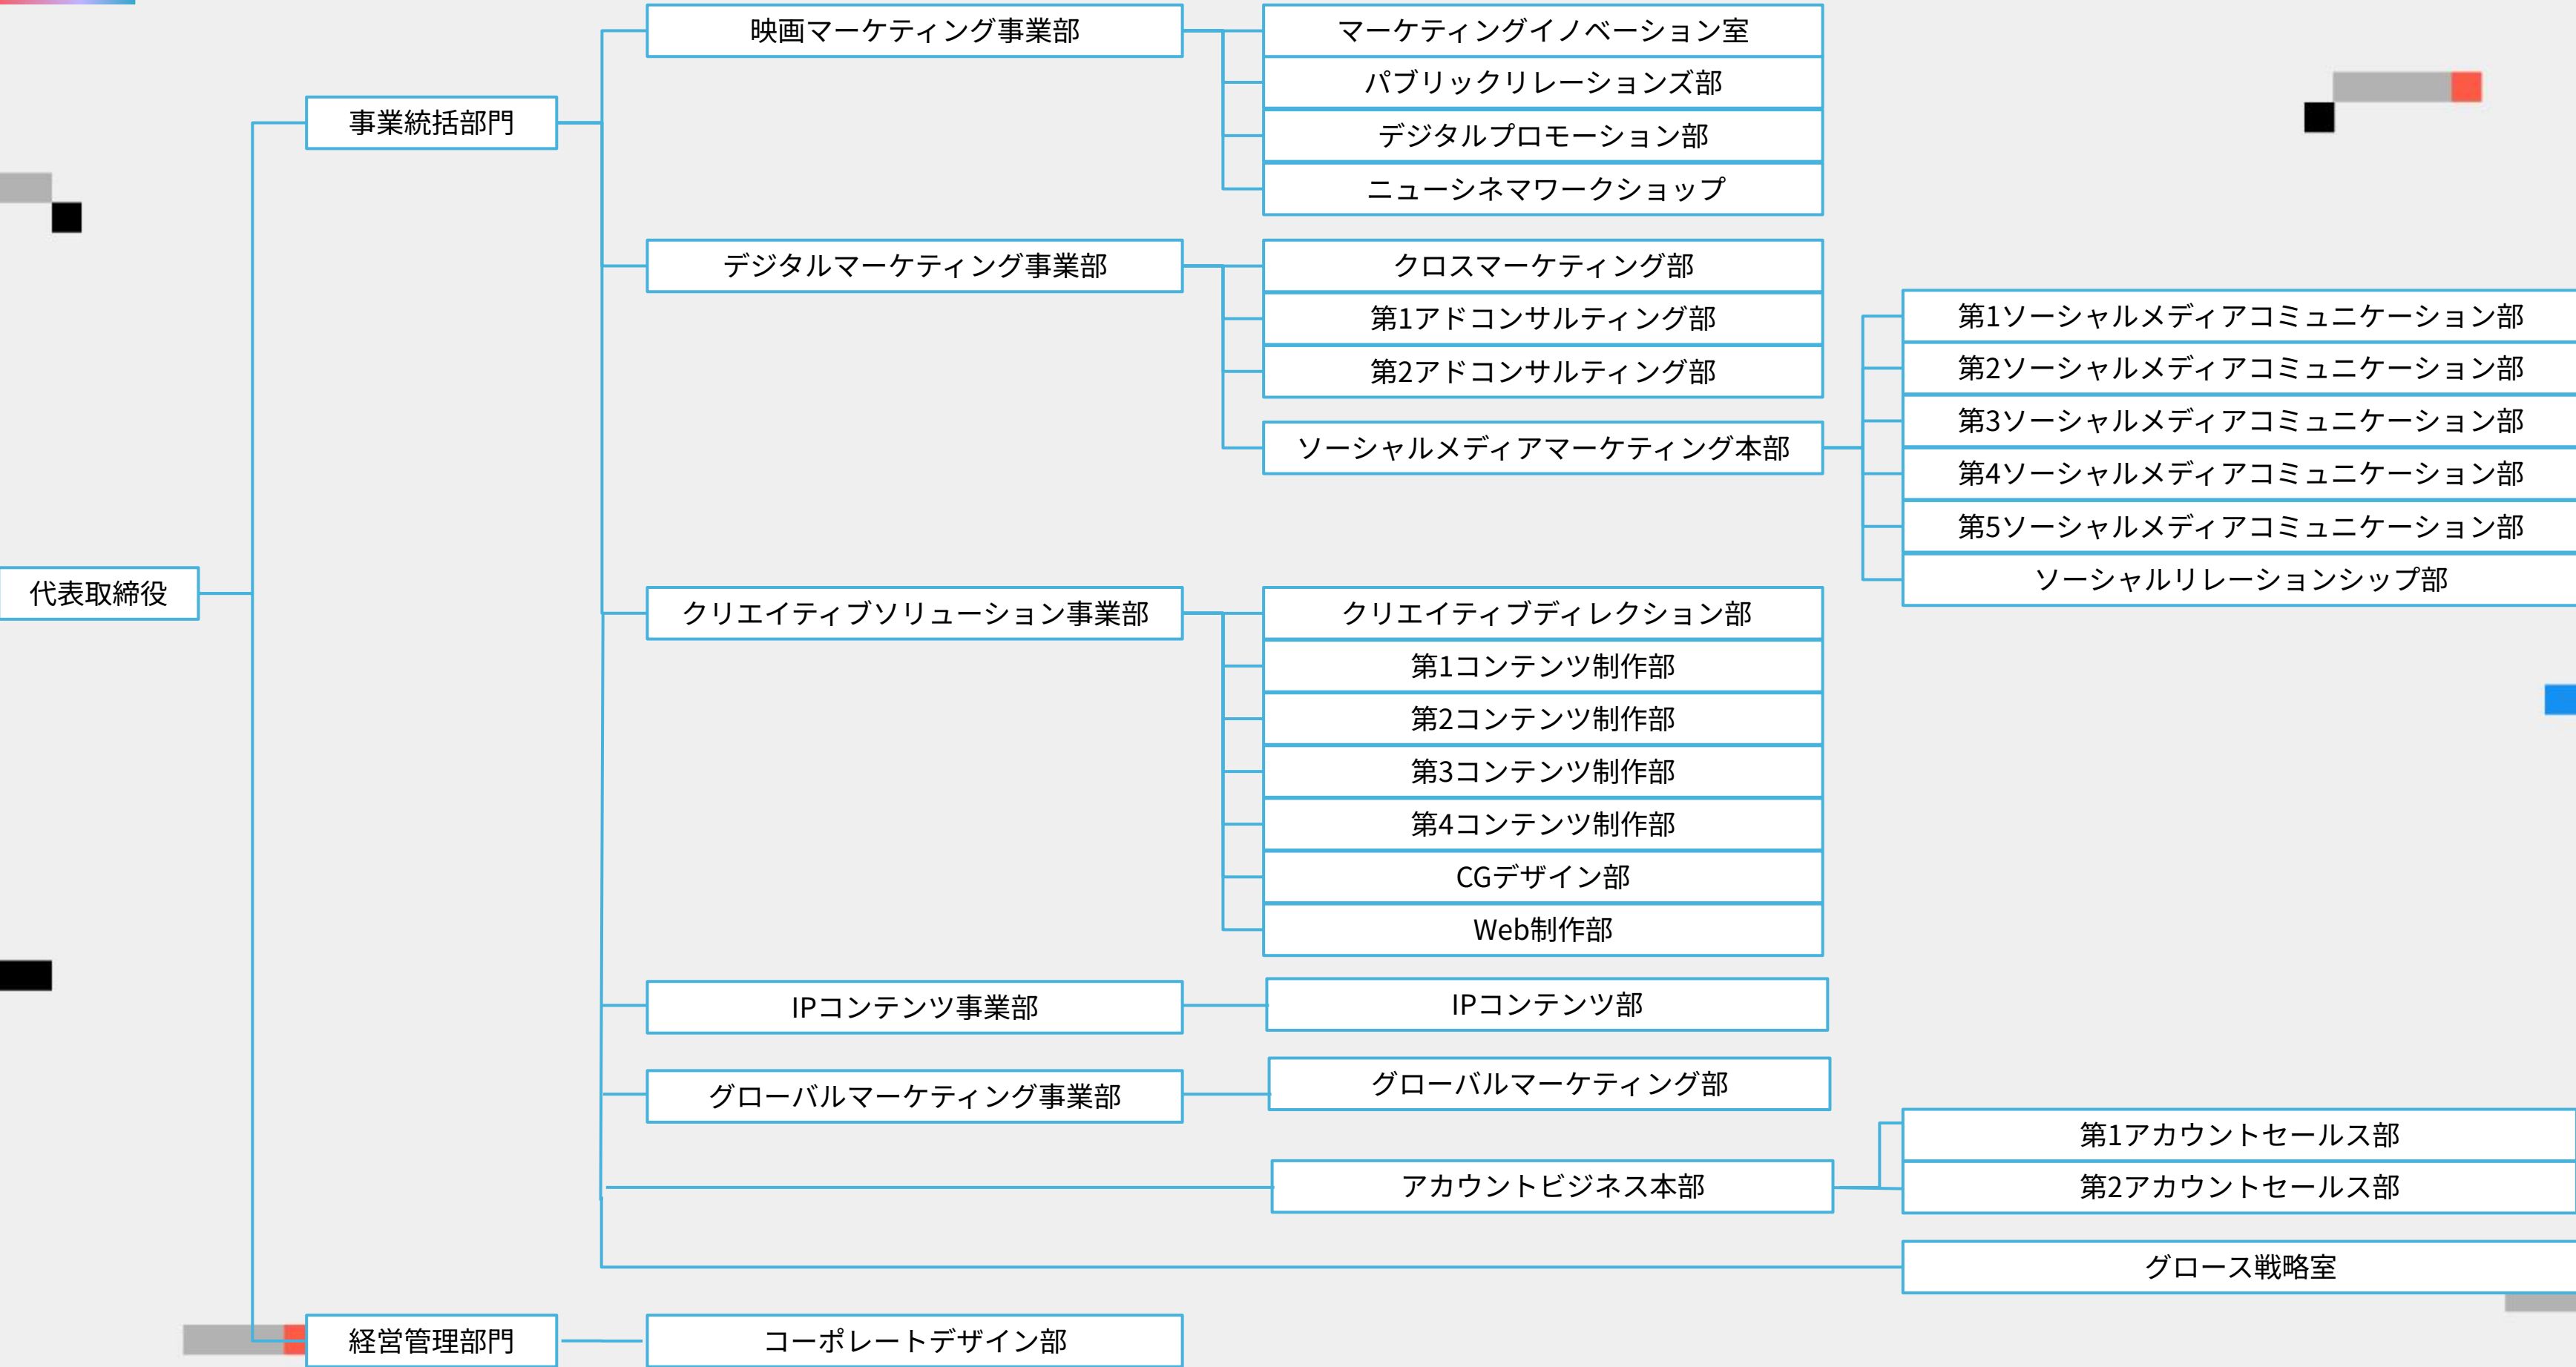 代表取締役
事業統括部門
映画マーケティング事業部
マーケティングイノベーション室
パブリックリレーションズ部
デジタルプロモーション部
ニューシネマワークショップ
デジタルマーケティング事業部
クロスマーケティング部
第1アドコンサルティング部
第2アドコンサルティング部
ソーシャルメディアマーケティング本部
第1ソーシャルメディアコミュニケーション部
第2ソーシャルメディアコミュニケーション部
第3ソーシャルメディアコミュニケーション部
第4ソーシャルメディアコミュニケーション部
第5ソーシャルメディアコミュニケーション部
ソーシャルリレーションシップ部
クリエイティブソリューション事業部
クリエイティブディレクション部
第1コンテンツ制作部
第2コンテンツ制作部
第3コンテンツ制作部
第4コンテンツ制作部
CGデザイン部
Web制作部
IPコンテンツ事業部
IPコンテンツ部
グローバルマーケティング事業部
グローバルマーケティング部
アカウントビジネス本部
第1アカウントセールス部
第2アカウントセールス部
グロース戦略室
経営管理部門
コーポレートデザイン部